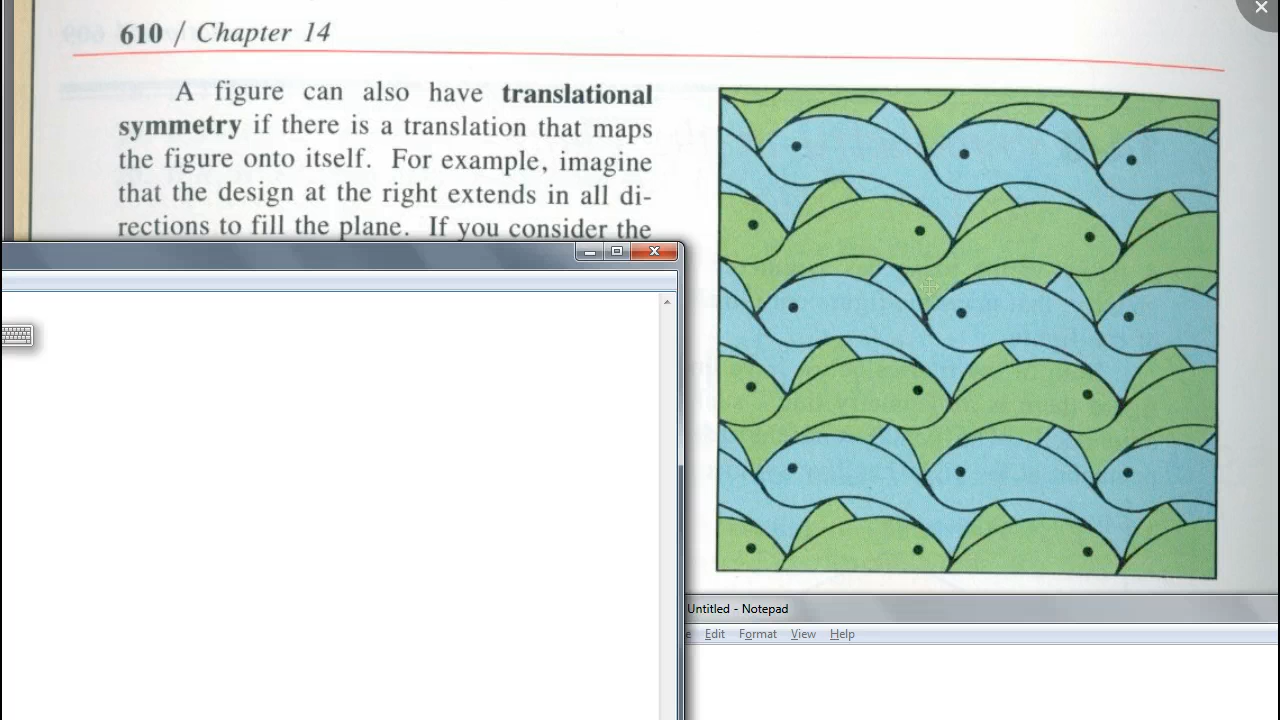 610 / Chapter 14
A figure can also have translational
symmetry if there is a translation that maps
the figure onto itself. For example, imagine
that the design at the right extends in all di-
rections to fill the plane. If you consider the
Untitled - Notepad
Edit Format View Help